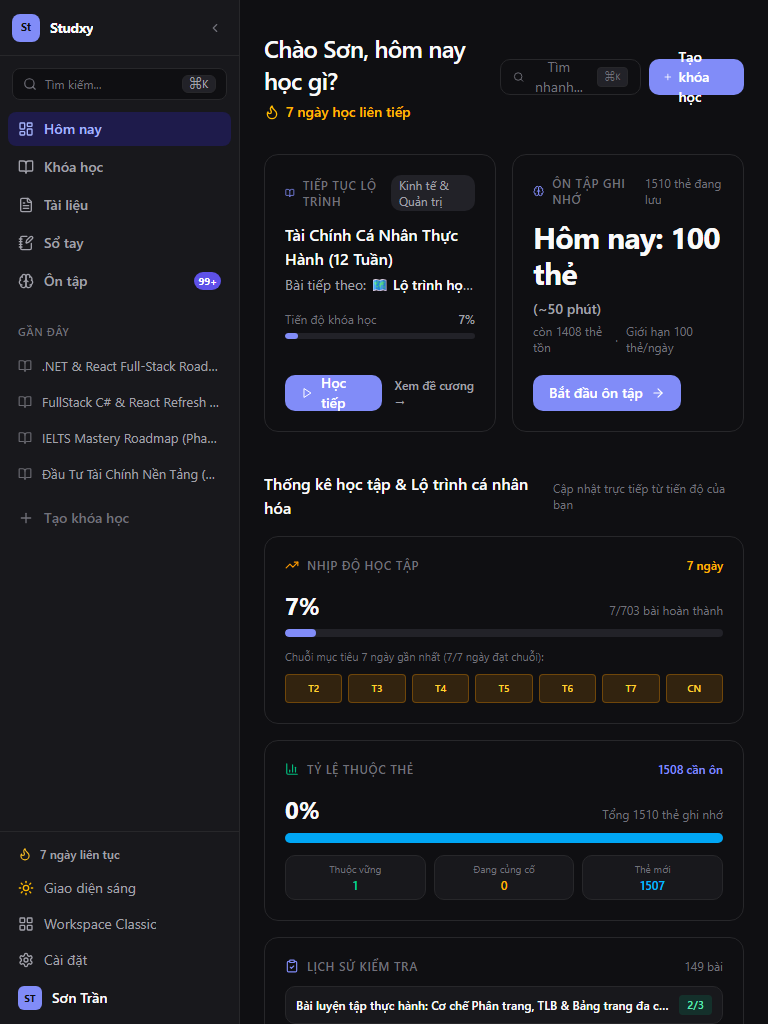 St
Studxy
Tìm kiếm...
⌘K
Hôm nay
Khóa học
Tài liệu
Sổ tay
Ôn tập
99+
GẦN ĐÂY
.NET & React Full-Stack Road...
FullStack C# & React Refresh ...
IELTS Mastery Roadmap (Pha...
Đầu Tư Tài Chính Nền Tảng (...
Tạo khóa học
7 ngày liên tục
Giao diện sáng
Workspace Classic
Cài đặt
ST
Sơn Trần
Chào Sơn, hôm nay
học gì?
7 ngày học liên tiếp
Tìm
nhanh...
⌘K
Tạo
khóa
học
TIẾP TỤC LỘ
TRÌNH
Kinh tế &
Quản trị
Tài Chính Cá Nhân Thực
Hành (12 Tuần)
Bài tiếp theo: 🗺️ Lộ trình họ...
Tiến độ khóa học
7%
Học
tiếp
Xem đề cương
→
ÔN TẬP GHI
NHỚ
1510 thẻ đang
lưu
Hôm nay: 100
thẻ
(~50 phút)
còn 1408 thẻ
tồn
·
Giới hạn 100
thẻ/ngày
Bắt đầu ôn tập →
Thống kê học tập & Lộ trình cá nhân
hóa
Cập nhật trực tiếp từ tiến độ của
bạn
NHỊP ĐỘ HỌC TẬP
7 ngày
7%
7/703 bài hoàn thành
Chuỗi mục tiêu 7 ngày gần nhất (7/7 ngày đạt chuỗi):
T2
T3
T4
T5
T6
T7
CN
TỶ LỆ THUỘC THẺ
1508 cần ôn
0%
Tổng 1510 thẻ ghi nhớ
Thuộc vững
1
Đang củng cố
0
Thẻ mới
1507
LỊCH SỬ KIỂM TRA
149 bài
Bài luyện tập thực hành: Cơ chế Phân trang, TLB & Bảng trang đa c...
2/3